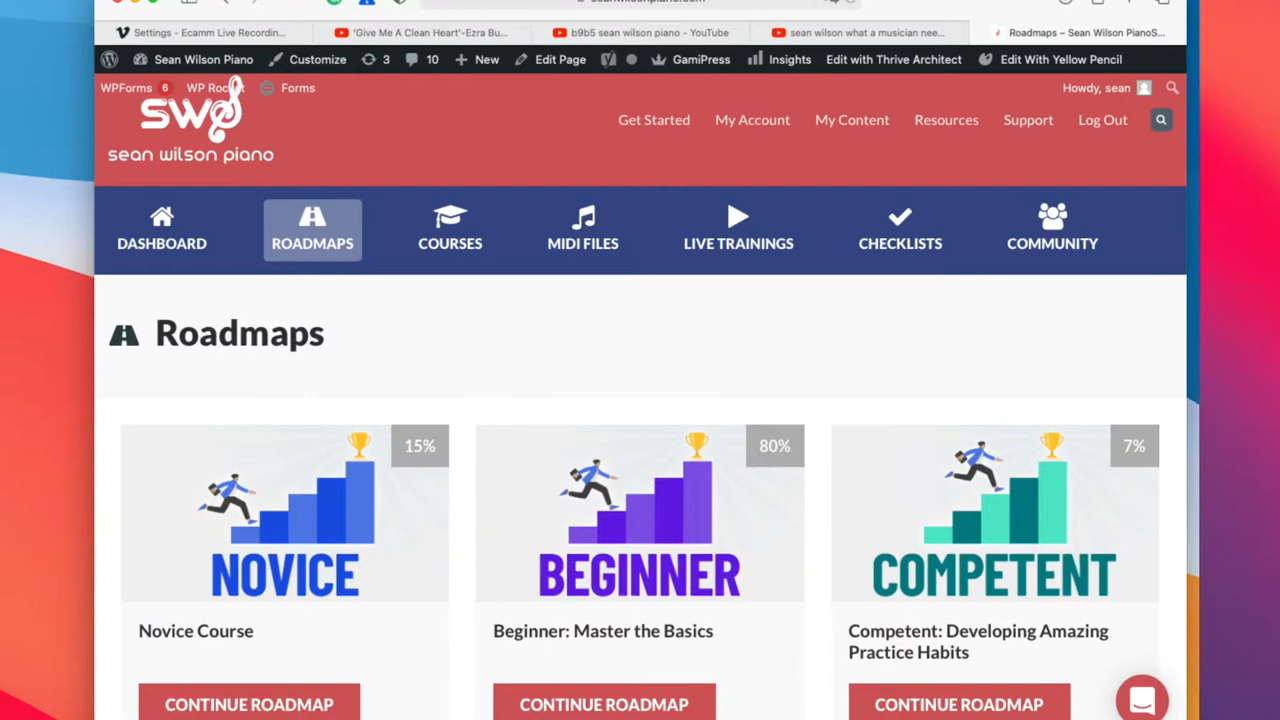 Settings - Ecamm Live Recordin...
'Give Me A Clean Heart'-Ezra Bu...
b9b5 sean wilson piano - YouTube
sean wilson what a musician nee...
Roadmaps – Sean Wilson PianoS...
Sean Wilson Piano
Customize
3
10
New
Edit Page
GamiPress
Insights
Edit with Thrive Architect
Edit With Yellow Pencil
WPForms 6
WP Rocket
Forms
Howdy, sean
sw
sean wilson piano
Get Started
My Account
My Content
Resources
Support
Log Out
DASHBOARD
ROADMAPS
COURSES
MIDI FILES
LIVE TRAININGS
CHECKLISTS
COMMUNITY
Roadmaps
15%
NOVICE
Novice Course
CONTINUE ROADMAP
80%
BEGINNER
Beginner: Master the Basics
CONTINUE ROADMAP
7%
COMPETENT
Competent: Developing Amazing
Practice Habits
CONTINUE ROADMAP